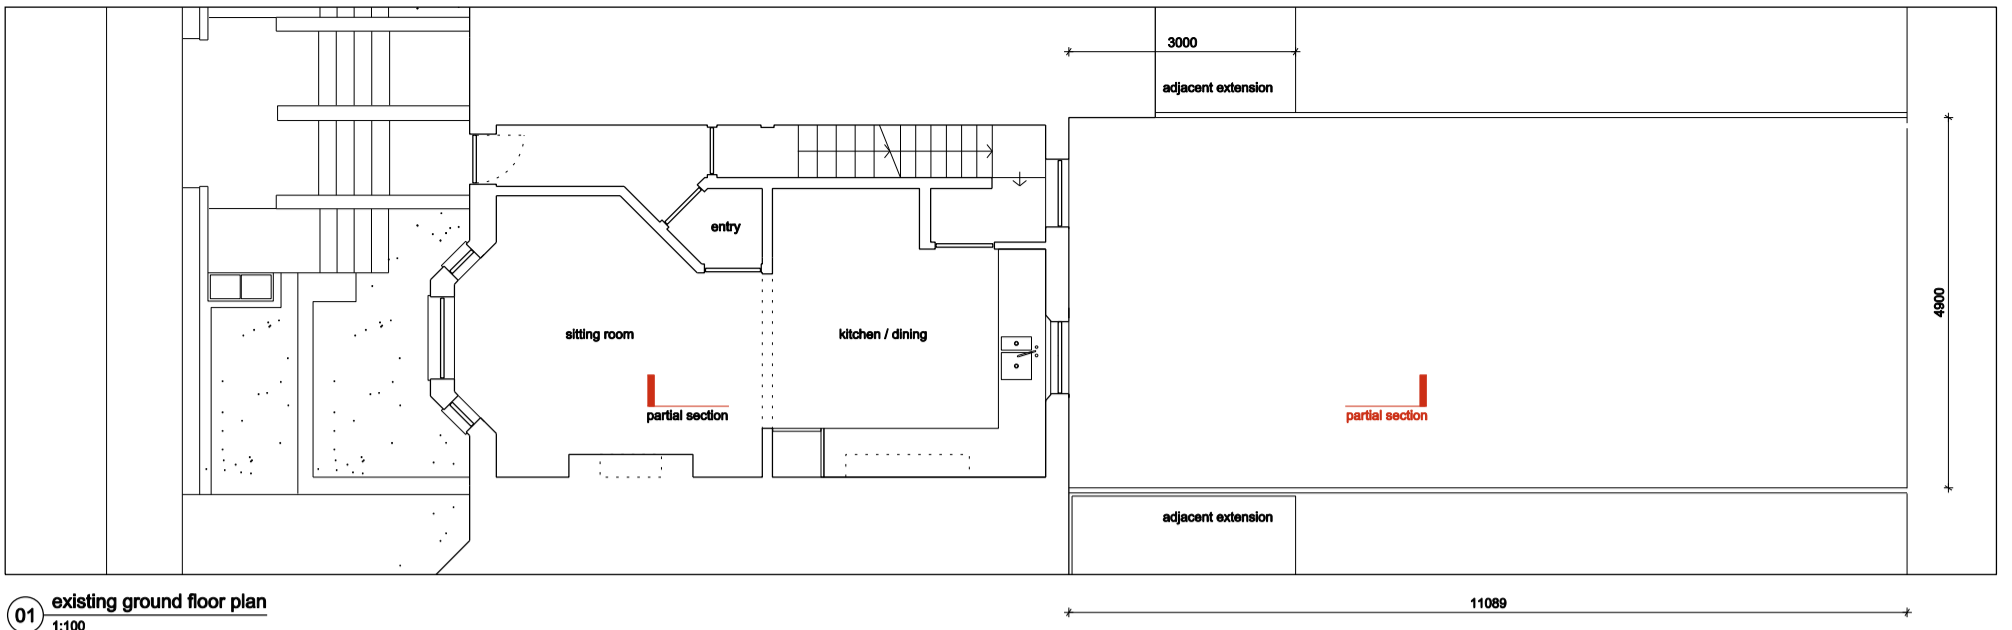 3000
adjacent extension
entry
4900
sitting room
kitchen / dining
partial section
partial section
adjacent extension
01 existing ground floor plan
1:100
11089